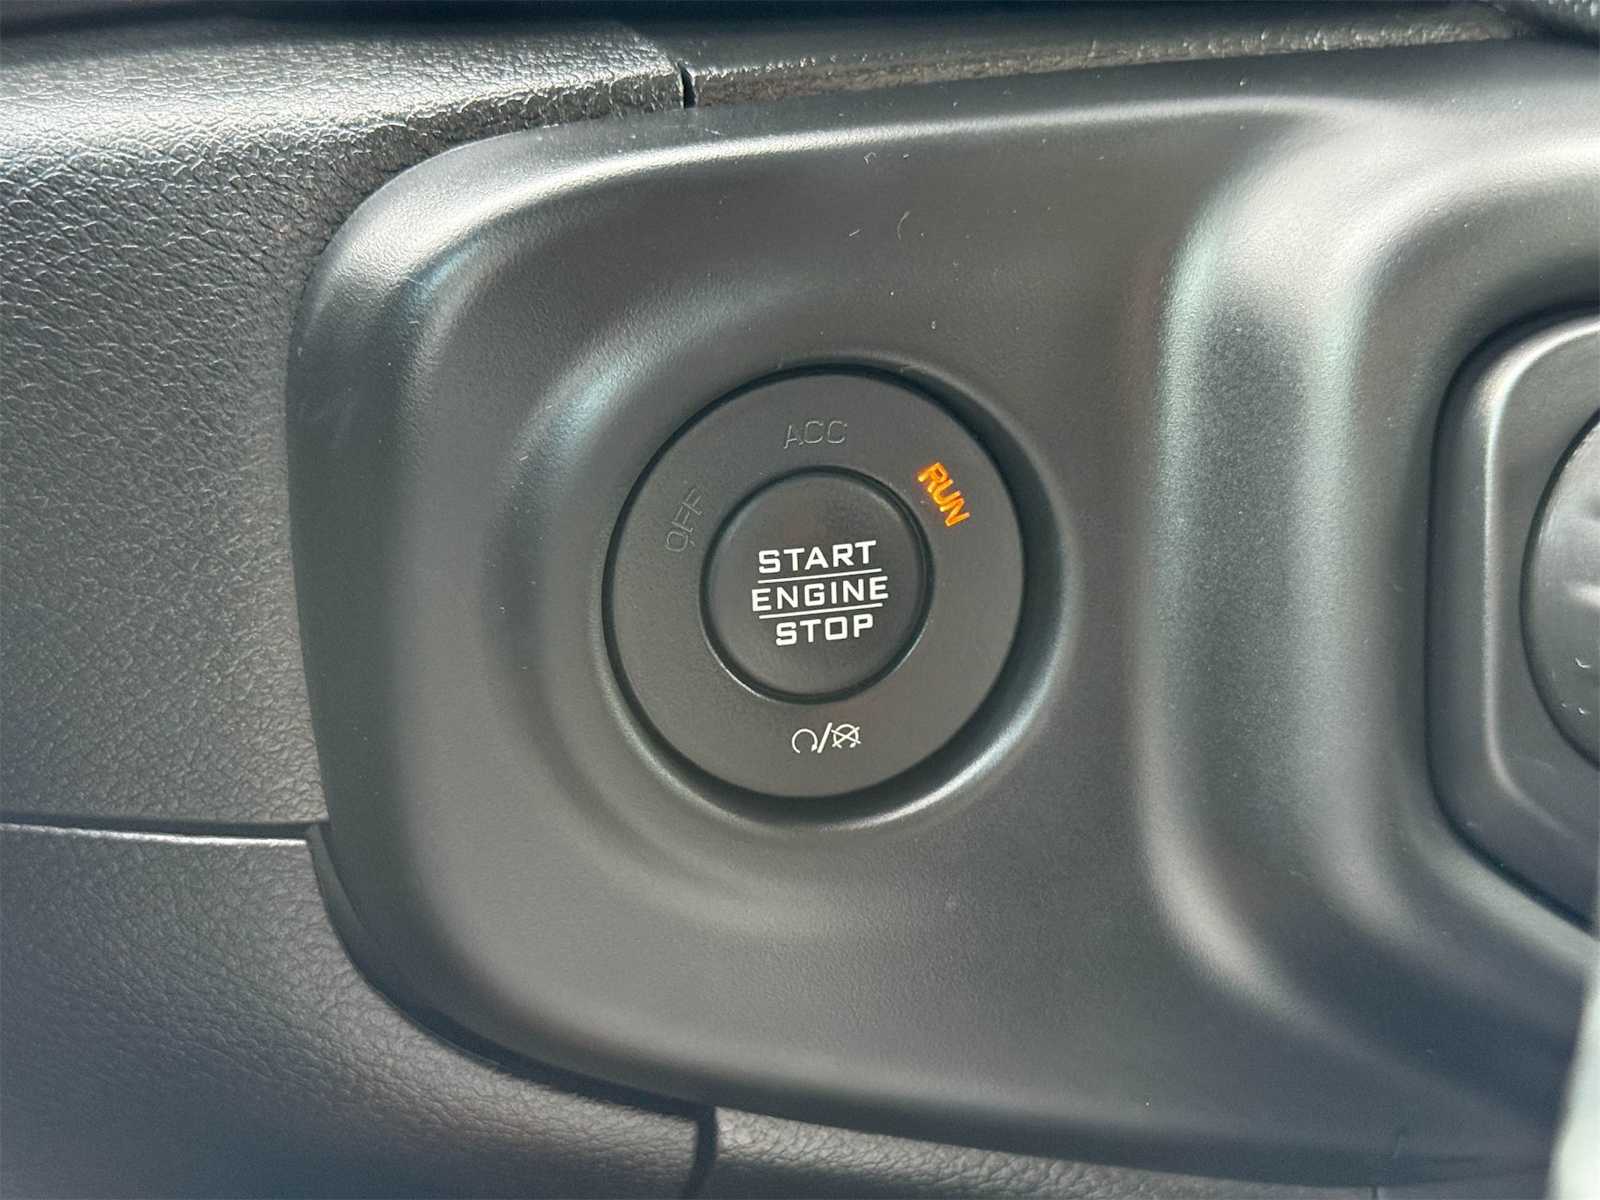 ACC
OFF
RUN
START
ENGINE
STOP